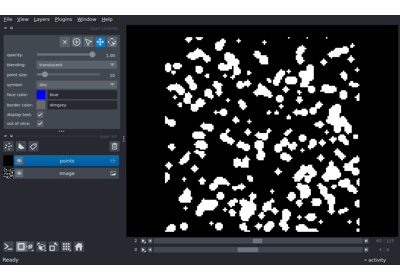 File View Layers Plugins Window Help
opacity: 1.00
blending: translucent
point size: 10
symbol: disc
face color: blue
border color: dimgrey
display text:
out of slice:
points
Image
2
0
Ready
activity